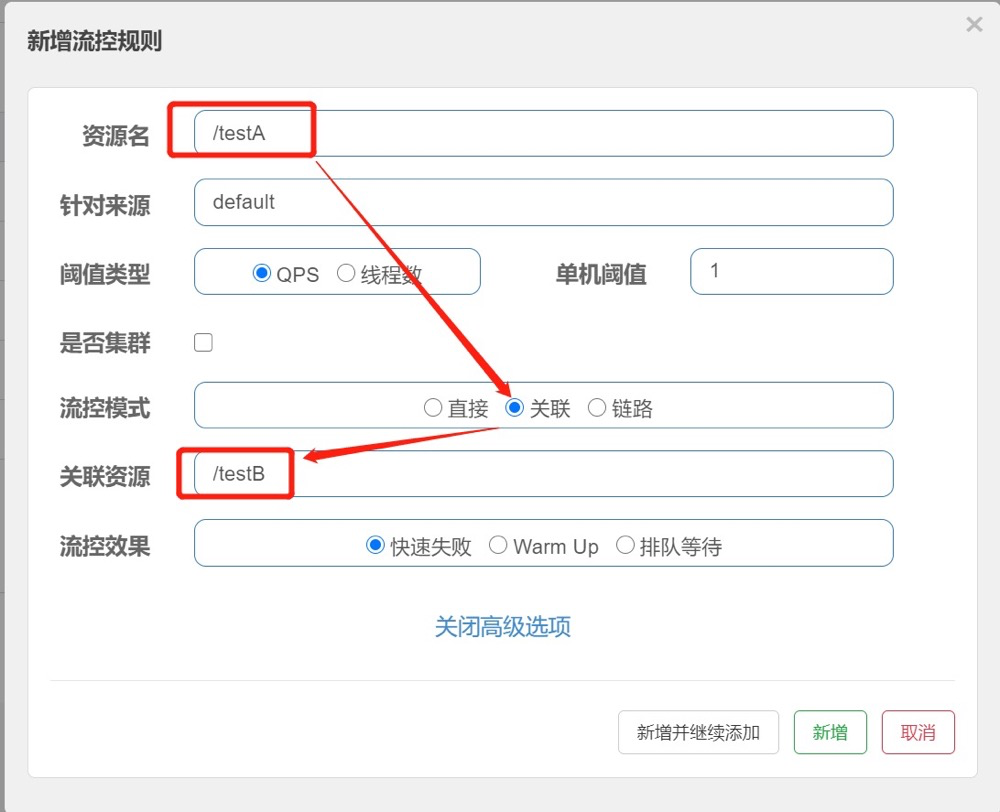 新增流控规则
×
资源名 /testA
针对来源 default
阈值类型 QPS 线程数 单机阈值 1
是否集群
流控模式 直接 关联 链路
关联资源 /testB
流控效果 快速失败 Warm Up 排队等待
关闭高级选项
新增并继续添加 新增 取消